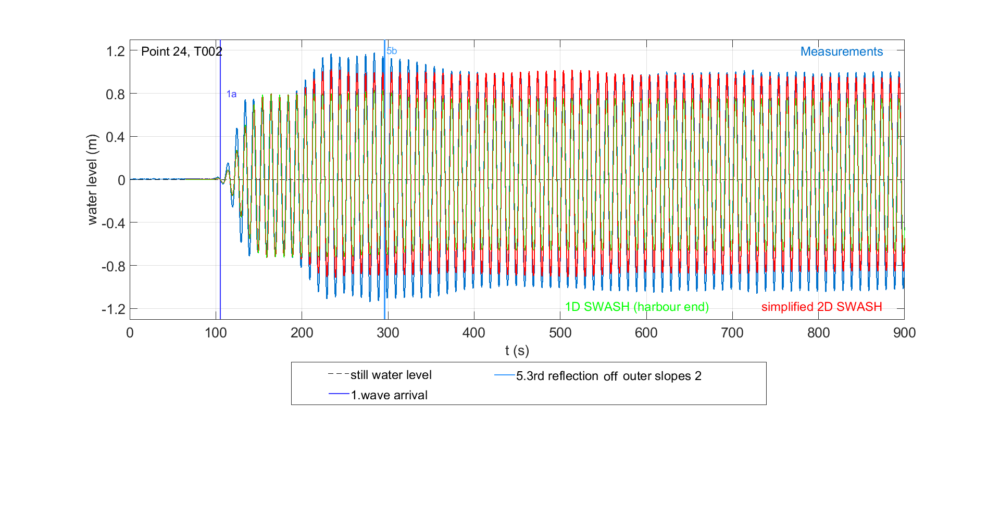 Point 24, T002
Measurements
5b
1a
1.2
0.8
0.4
0
-0.4
-0.8
-1.2
water level (m)
1D SWASH (harbour end)
simplified 2D SWASH
0 100 200 300 400 500 600 700 800 900
t (s)
still water level
5.3rd reflection off outer slopes 2
1.wave arrival